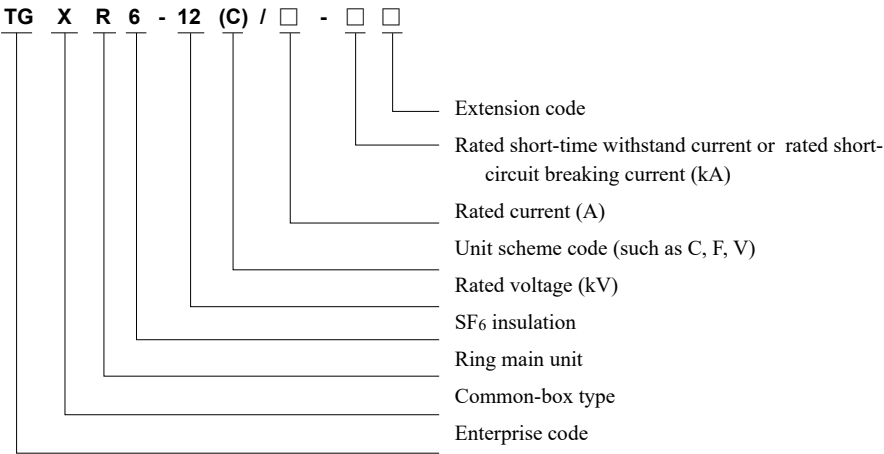 TG X R 6 - 12 (C) / □ - □ □
Extension code
Rated short-time withstand current or rated short-
circuit breaking current (kA)
Rated current (A)
Unit scheme code (such as C, F, V)
Rated voltage (kV)
SF₆ insulation
Ring main unit
Common-box type
Enterprise code